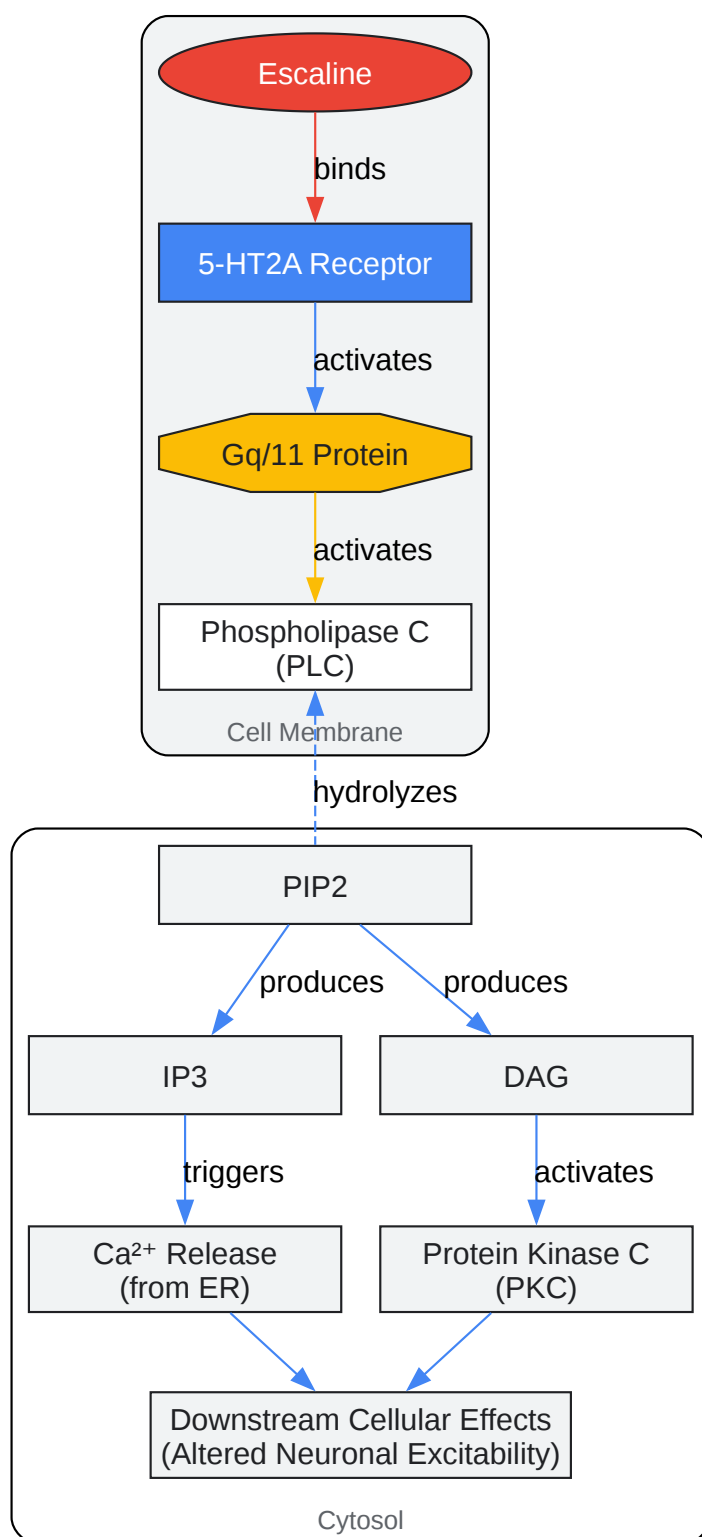 Escaline
binds
5-HT2A Receptor
activates
Gq/11 Protein
activates
Phospholipase C
(PLC)
Cell Membrane
hydrolyzes
PIP2
produces
produces
IP3
DAG
triggers
activates
Ca²⁺ Release
(from ER)
Protein Kinase C
(PKC)
Downstream Cellular Effects
(Altered Neuronal Excitability)
Cytosol